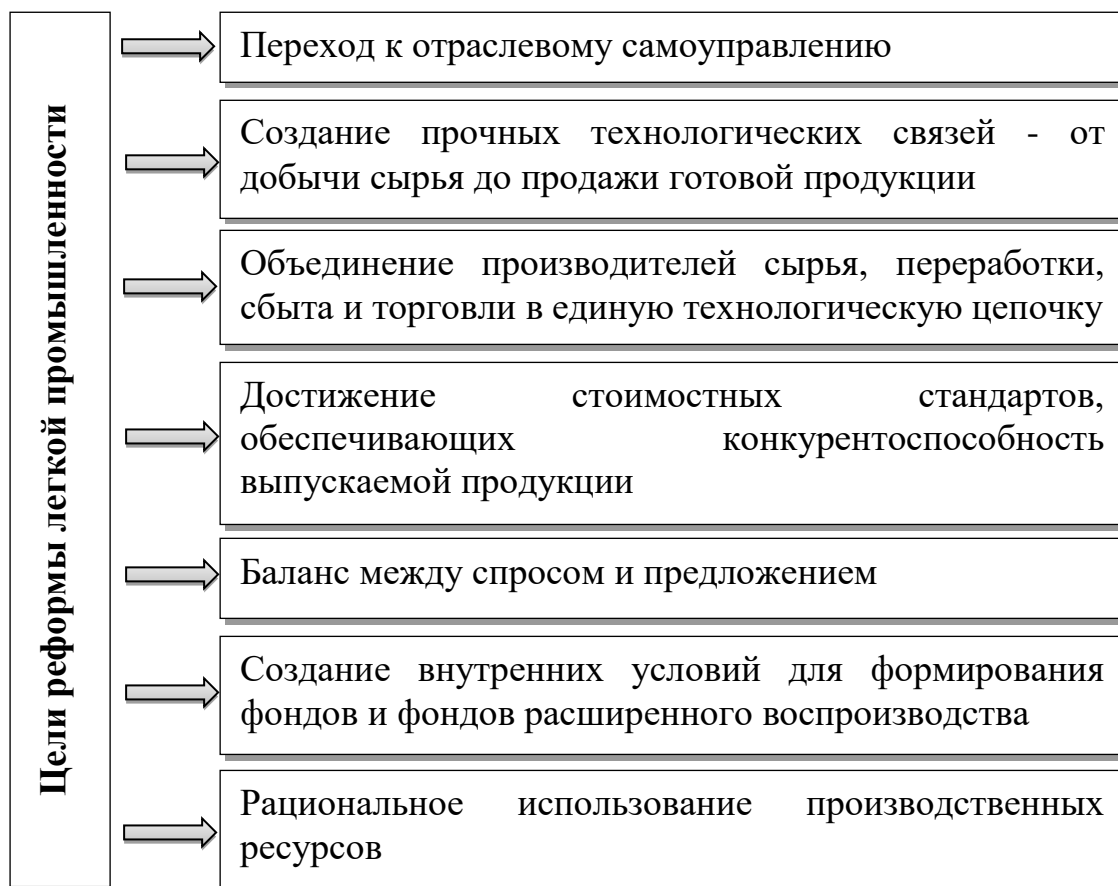 Цели реформы легкой промышленности
Переход к отраслевому самоуправлению
Создание прочных технологических связей - от
добычи сырья до продажи готовой продукции
Объединение производителей сырья, переработки,
сбыта и торговли в единую технологическую цепочку
Достижение стоимостных стандартов,
обеспечивающих конкурентоспособность
выпускаемой продукции
Баланс между спросом и предложением
Создание внутренних условий для формирования
фондов и фондов расширенного воспроизводства
Рациональное использование производственных
ресурсов